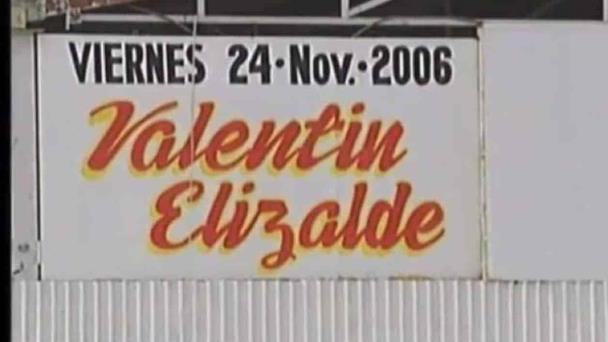 VIERNES 24·Nov.·2006
Valentin
Elizalde